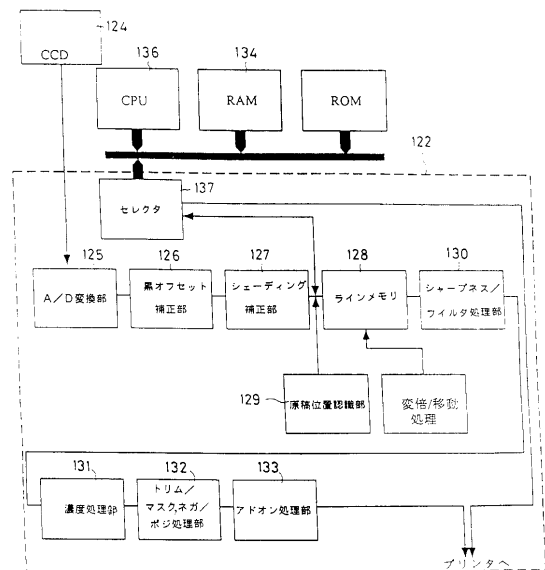 124
CCD
136
CPU
134
RAM
ROM
122
137
セレクタ
125
A/D変換部
126
黒オフセット
補正部
127
シェーディング
補正部
128
ラインメモリ
130
シャープネス/
フィルタ処理部
129
原稿位置認識部
変倍/移動
処理
131
濃度処理部
132
トリム/
マスク,ネガ/
ポジ処理部
133
アドオン処理部
プリンタへ